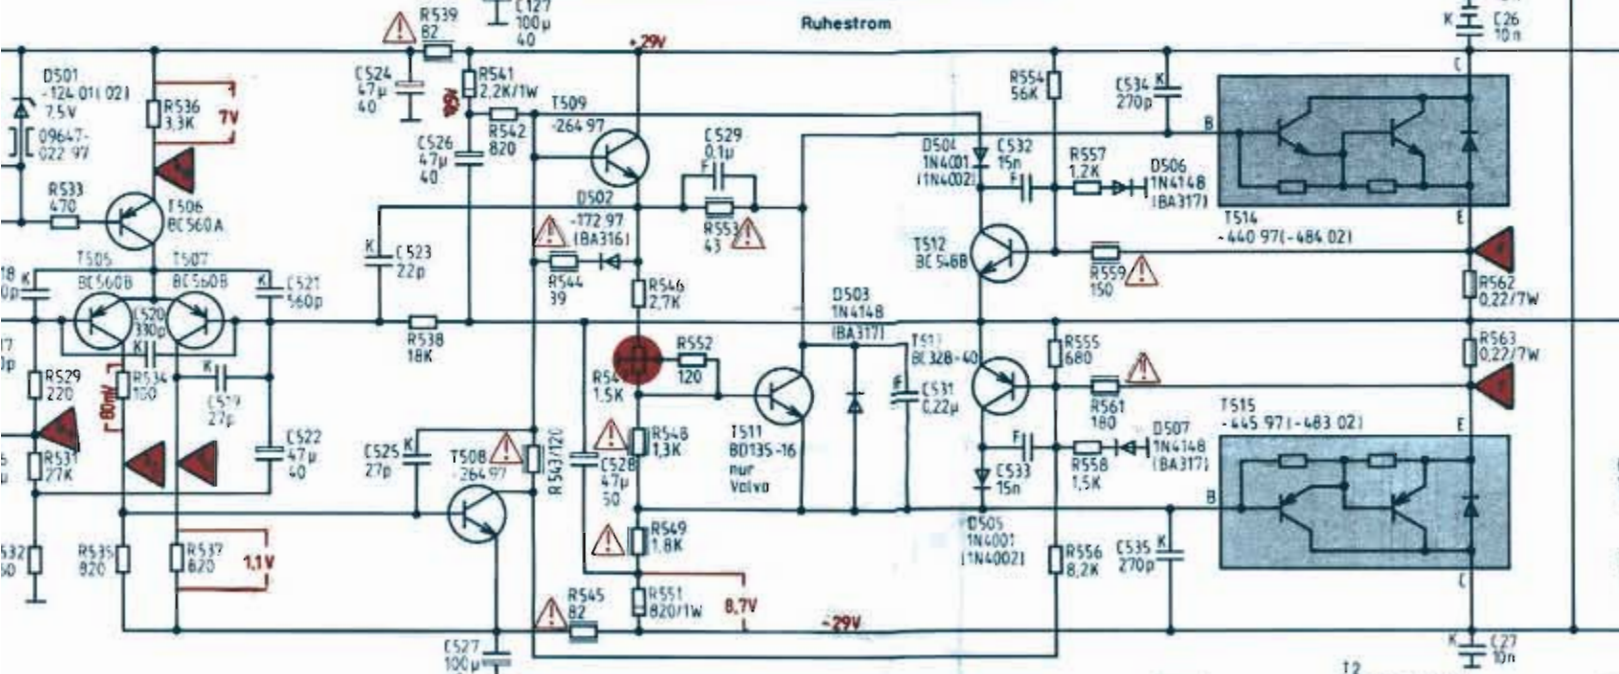 R539
82
C127
100µ
40
Ruhestrom
K
C26
10n
+29V
D501
-124 01(02)
7.5V
09647-
022 97
R536
3,3K
7V
C524
47µ
40
R541
2,2K/1W
R542
820
T509
-264 97
C526
47µ
40
C529
0,1µ
F
R554
56K
C534
270p
K
C
B
D504
1N4001
(1N4002)
C532
15n
F
R557
1,2K
D506
1N4148
(BA317)
R533
470
T506
BC560A
D502
-172 97
(BA316)
R553
43
T514
-440 97(-484 02)
E
K
C523
22p
R544
39
R546
2,7K
T512
BC546B
R559
150
R562
0,22/7W
T505
BC560B
T507
BC560B
K
K
C521
560p
C520
330p
K
R538
18K
D503
1N4148
(BA317)
R563
0,22/7W
R529
220
80mV
R534
180
K
C519
27p
1.5K
R552
120
T511
BD135-16
nur
Valvo
C531
0,22µ
BC328-40
R555
680
R561
180
T515
-445 97(-483 02)
E
R531
27K
C522
47µ
40
C525
27p
K
T508
-264 97
R543/120
C528
47µ
50
R548
1,3K
F
C533
15n
R558
1,5K
D507
1N4148
(BA317)
B
R535
820
R537
820
1,1V
R549
1,8K
D505
1N4001
(1N4002)
R556
8,2K
C535
270p
K
C
R545
82
R551
820/1W
8,7V
-29V
C527
100µ
K
C27
10n
T2